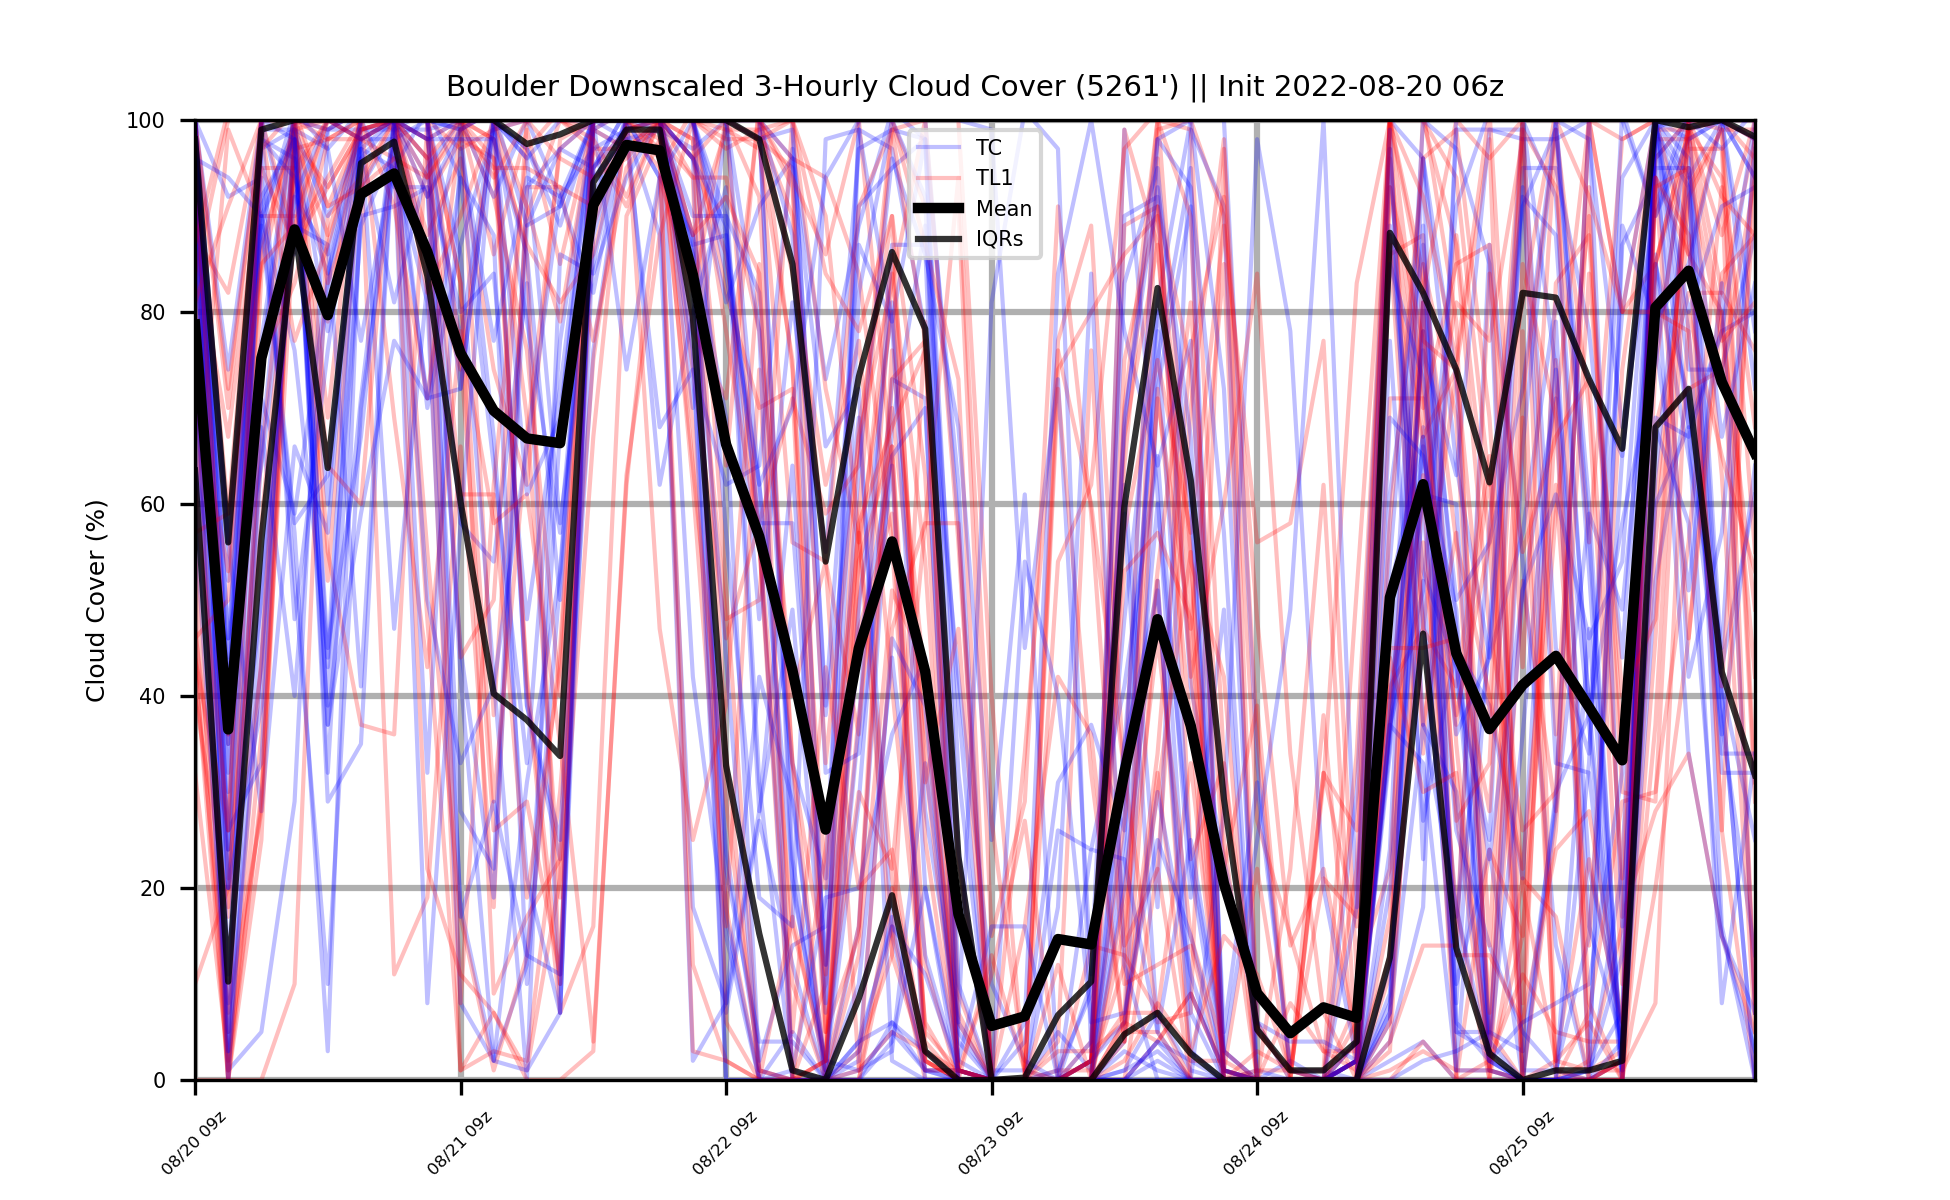 Boulder Downscaled 3-Hourly Cloud Cover (5261') || Init 2022-08-20 06z
Cloud Cover (%)
100
80
60
40
20
0
TC
TL1
Mean
IQRs
08/20 09z
08/21 09z
08/22 09z
08/23 09z
08/24 09z
08/25 09z